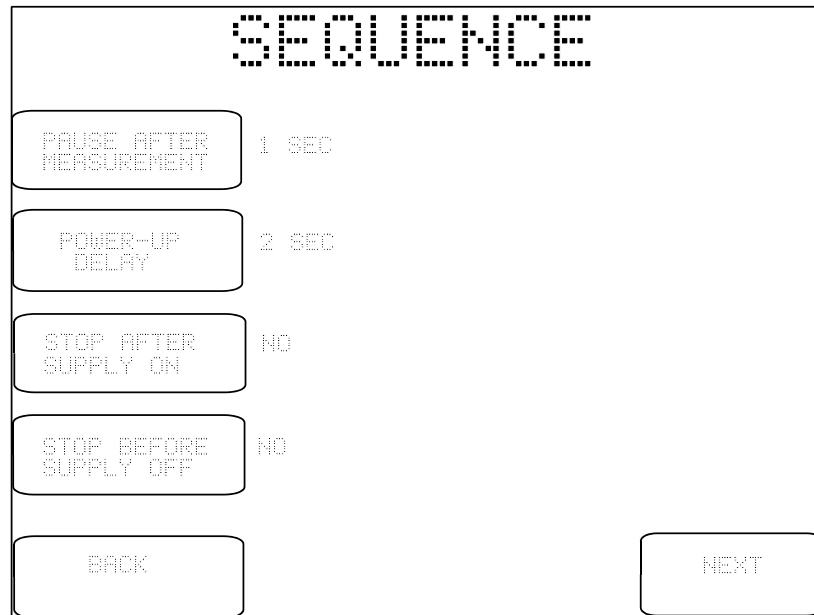 SEQUENCE
PAUSE AFTER
MEASUREMENT
1 SEC
POWER-UP
DELAY
2 SEC
STOP AFTER
SUPPLY ON
NO
STOP BEFORE
SUPPLY OFF
NO
BACK
NEXT